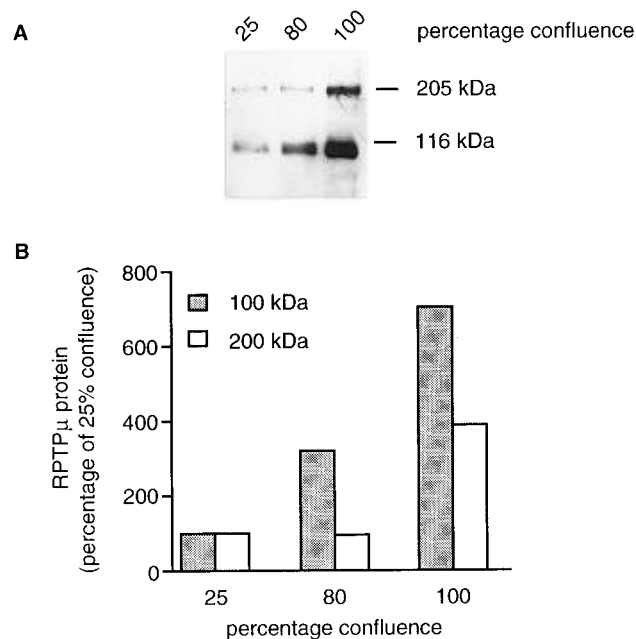 A
25 80 100 percentage confluence
205 kDa
116 kDa
B
RPTPμ protein
(percentage of 25% confluence)
800
600
400
200
0
100 kDa
200 kDa
25 80 100
percentage confluence